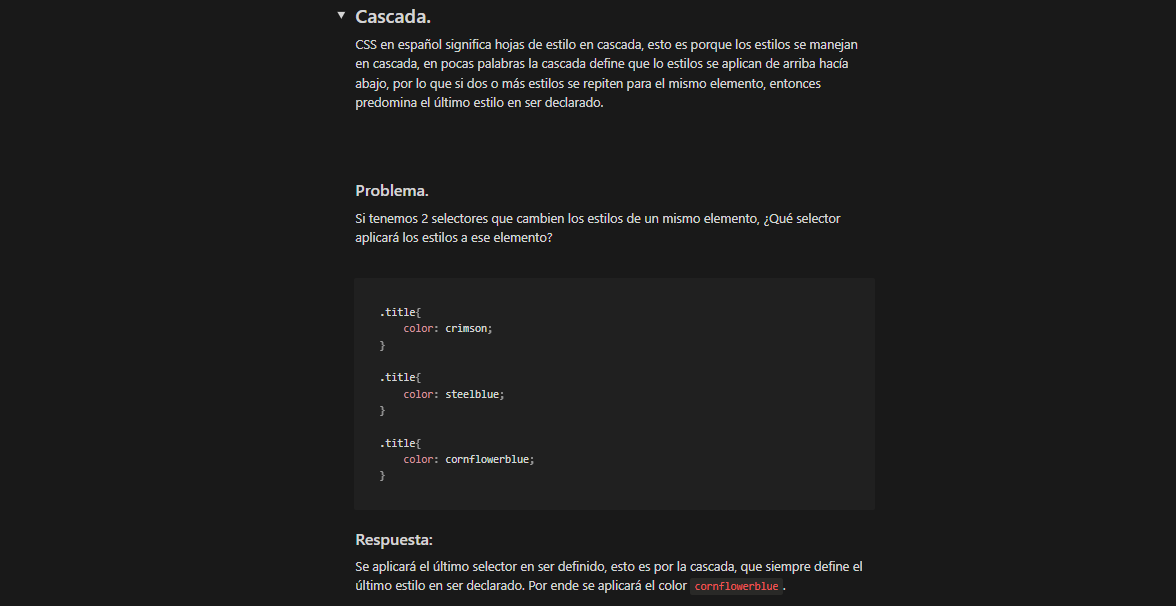 Cascada.
CSS en español significa hojas de estilo en cascada, esto es porque los estilos se manejan
en cascada, en pocas palabras la cascada define que lo estilos se aplican de arriba hacía
abajo, por lo que si dos o más estilos se repiten para el mismo elemento, entonces
predomina el último estilo en ser declarado.
Problema.
Si tenemos 2 selectores que cambien los estilos de un mismo elemento, ¿Qué selector
aplicará los estilos a ese elemento?
.title{
    color: crimson;
}
.title{
    color: steelblue;
}
.title{
    color: cornflowerblue;
}
Respuesta:
Se aplicará el último selector en ser definido, esto es por la cascada, que siempre define el
último estilo en ser declarado. Por ende se aplicará el color cornflowerblue.